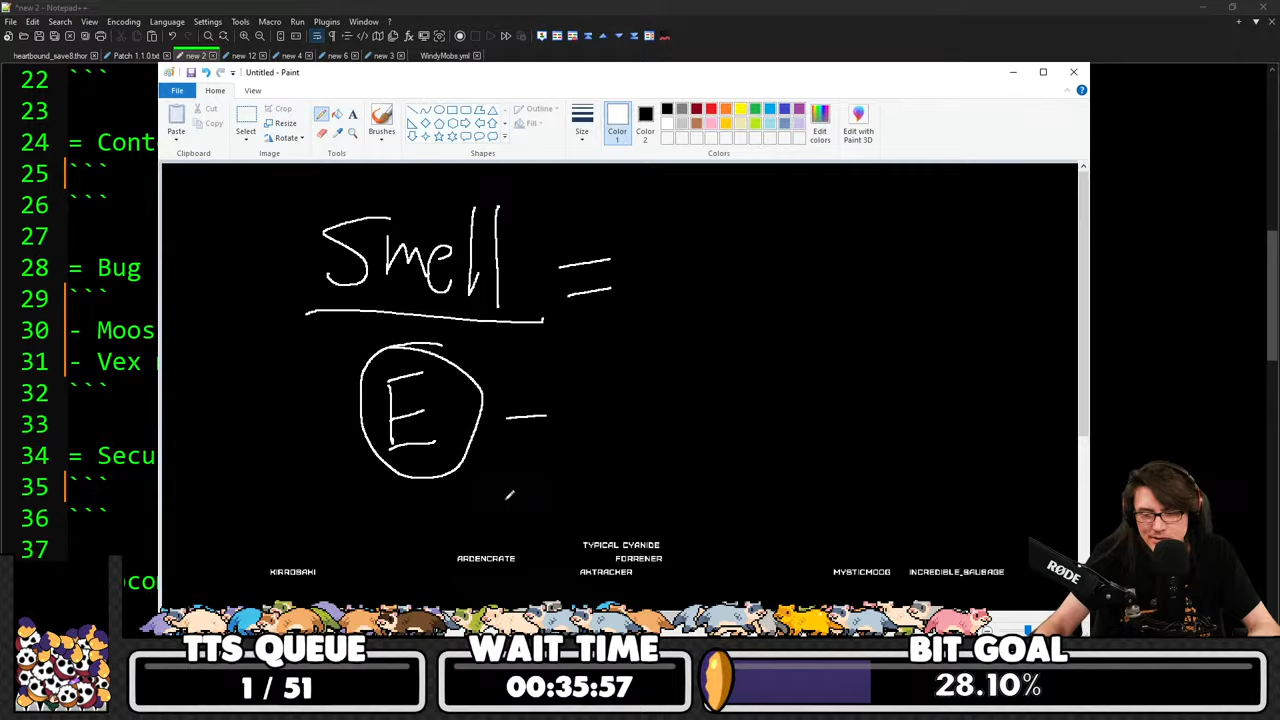 *new 2 - Notepad++
File Edit Search View Encoding Language Settings Tools Macro Run Plugins Window ?
heartbound_save8.thor Patch 1.1.0.txt new 2 new 12 new 4 new 6 new 3 WindyMobs.yml
Untitled - Paint
File Home View
Paste Cut Copy
Select Crop Resize Rotate
Brushes
Outline Fill
Size
Color 1
Color 2
Edit colors
Edit with Paint 3D
Clipboard Image Tools Shapes Colors
22 ```
23
24 = Cont
25 ```
26 ```
27
28 = Bug
29 ```
30 - Moos
31 - Vex
32 ```
33
34 = Secu
35 ```
36 ```
37
Smell =
E -
TYPICAL CYANIDE
ARDENCRATE FORRENER
KIRROBAKI AKTRACKER MYSTICMOOD INCREDIBLE_BAUBAGE
RØDE
TTS QUEUE WAIT TIME BIT GOAL
1 / 51 00:35:57 28.10%